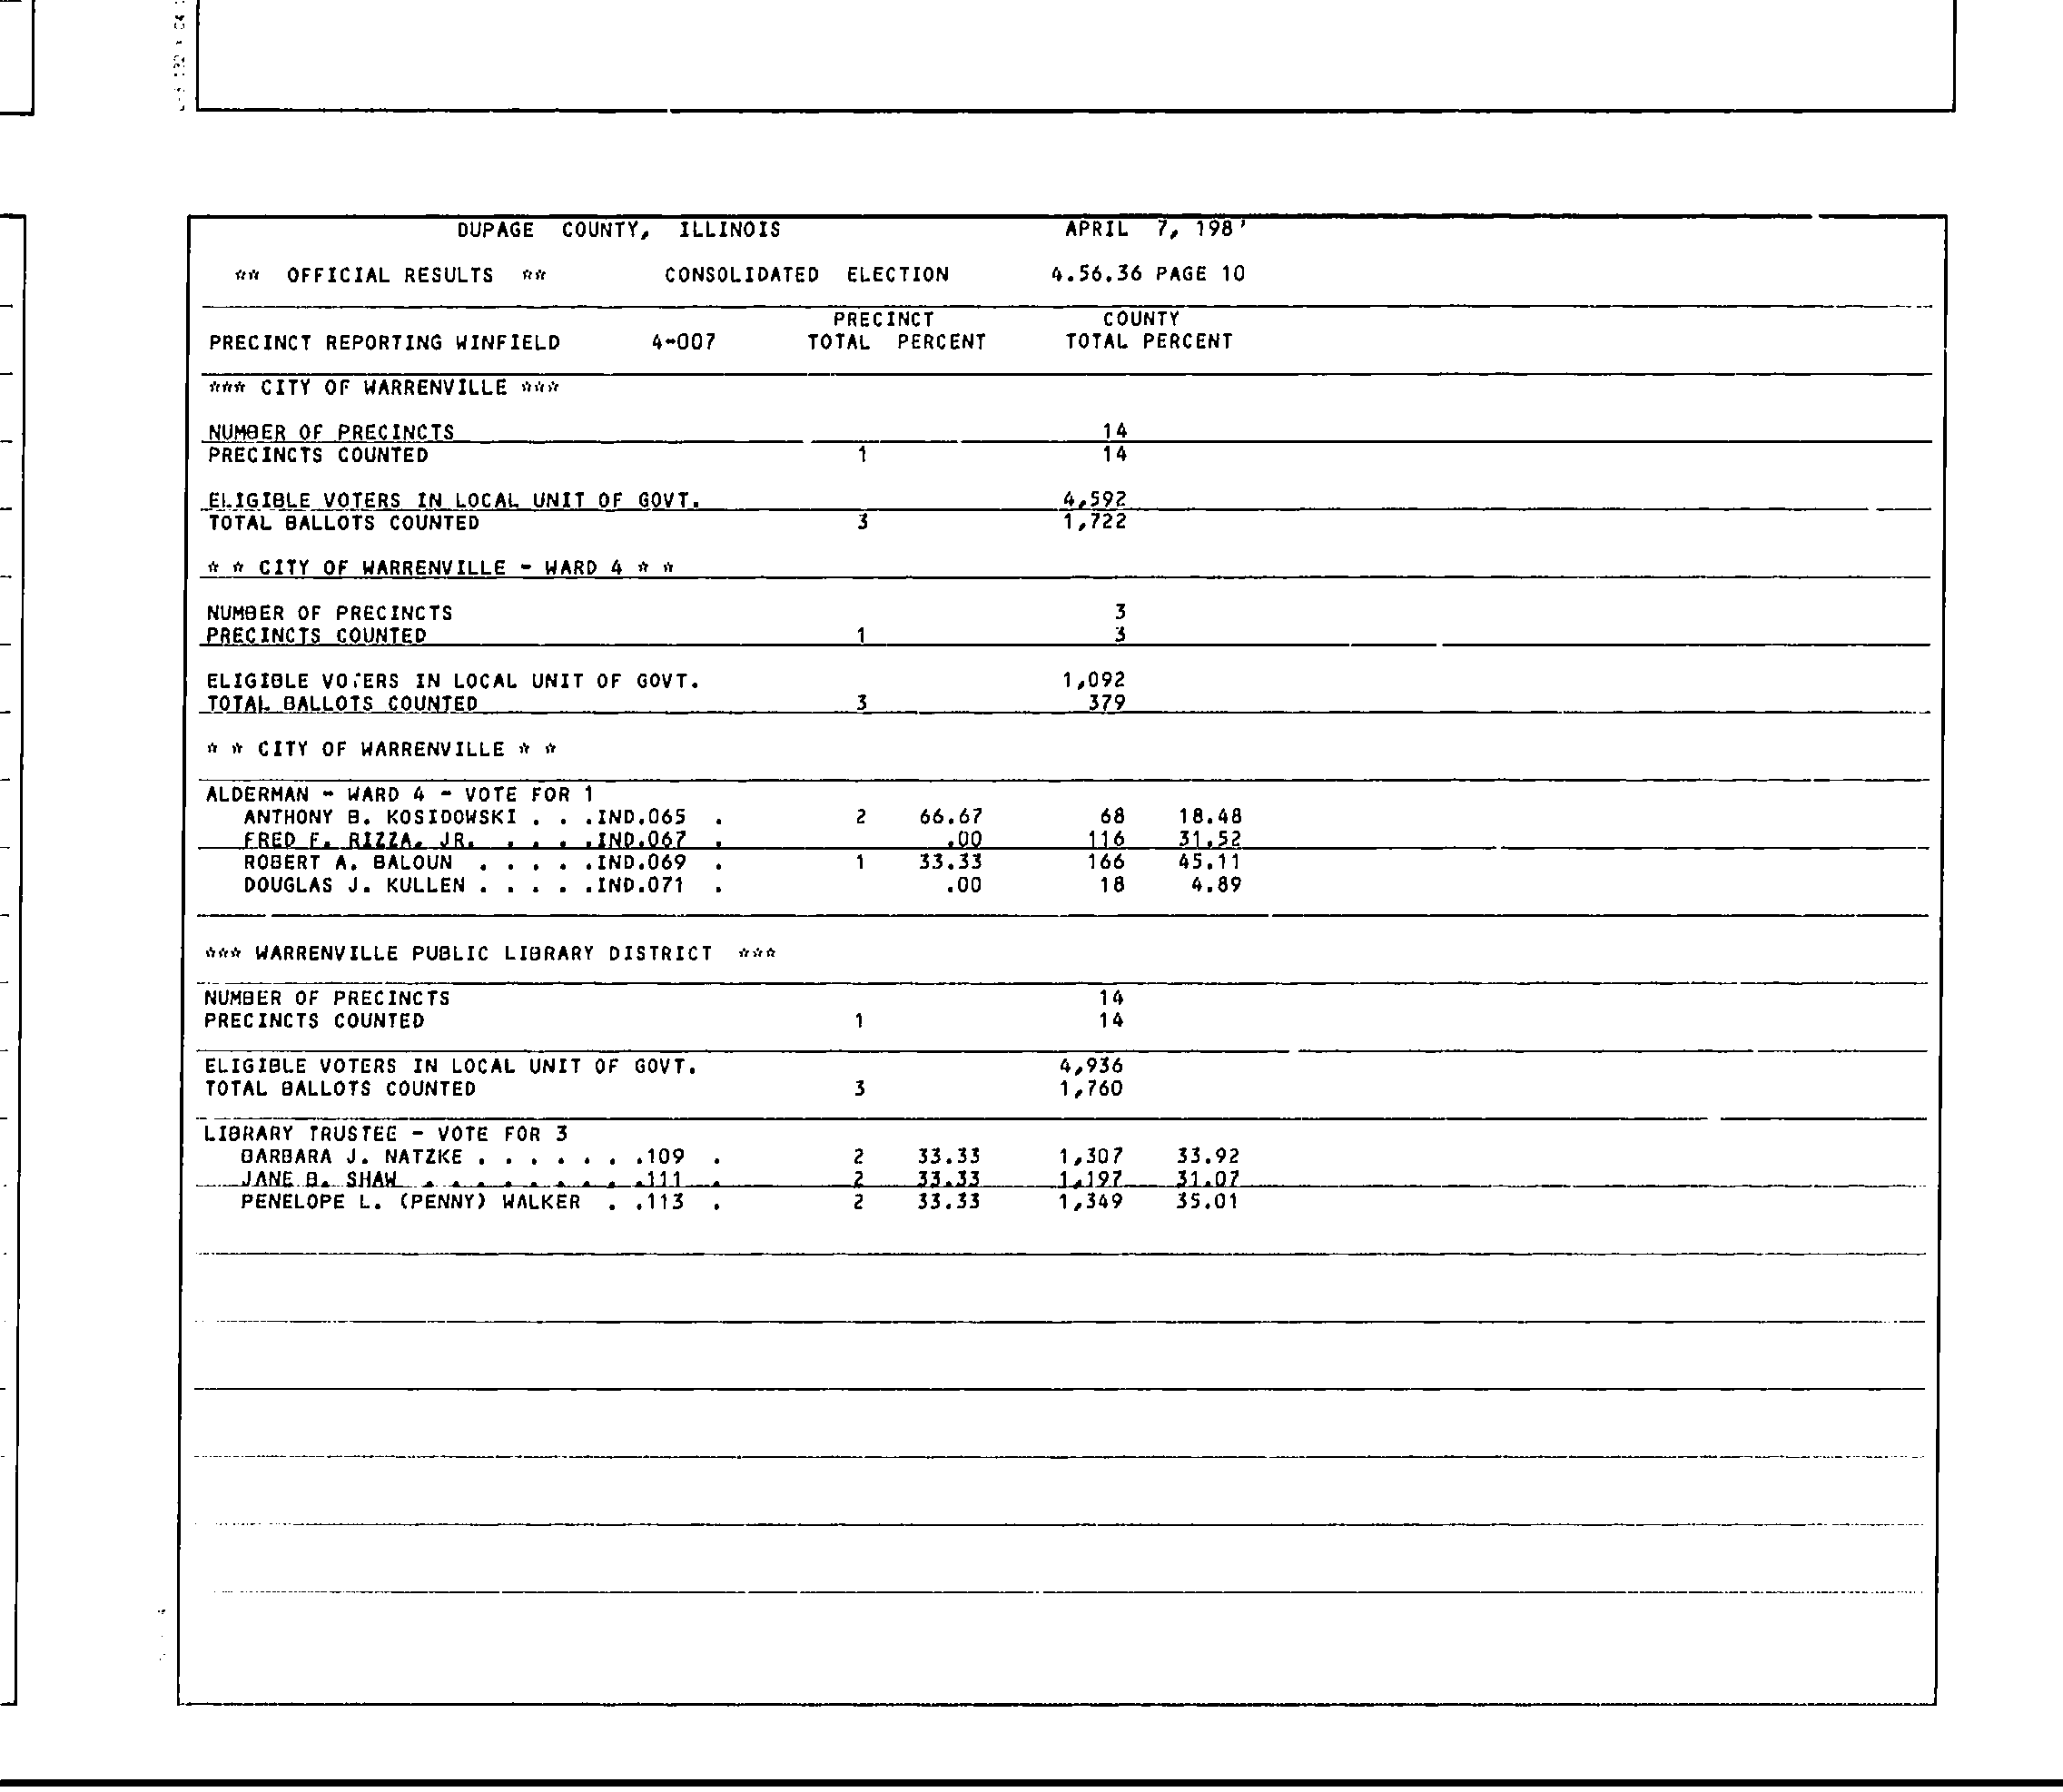 DUPAGE COUNTY, ILLINOIS APRIL 7, 198'
** OFFICIAL RESULTS ** CONSOLIDATED ELECTION 4.56.36 PAGE 10
PRECINCT COUNTY
PRECINCT REPORTING WINFIELD 4-007 TOTAL PERCENT TOTAL PERCENT
*** CITY OF WARRENVILLE ***
NUMBER OF PRECINCTS 14
PRECINCTS COUNTED 1 14
ELIGIBLE VOTERS IN LOCAL UNIT OF GOVT. 4,592
TOTAL BALLOTS COUNTED 3 1,722
* * CITY OF WARRENVILLE - WARD 4 * *
NUMBER OF PRECINCTS 3
PRECINCTS COUNTED 1 3
ELIGIBLE VOTERS IN LOCAL UNIT OF GOVT. 1,092
TOTAL BALLOTS COUNTED 3 379
* * CITY OF WARRENVILLE * *
ALDERMAN - WARD 4 - VOTE FOR 1
ANTHONY B. KOSIDOWSKI . . .IND.065 . 2 66.67 68 18.48
FRED F. RIZZA, JR. . . . .IND.067 . .00 116 31.52
ROBERT A. BALOUN . . . . .IND.069 . 1 33.33 166 45.11
DOUGLAS J. KULLEN . . . . .IND.071 . .00 18 4.89
*** WARRENVILLE PUBLIC LIBRARY DISTRICT ***
NUMBER OF PRECINCTS 14
PRECINCTS COUNTED 1 14
ELIGIBLE VOTERS IN LOCAL UNIT OF GOVT. 4,936
TOTAL BALLOTS COUNTED 3 1,760
LIBRARY TRUSTEE - VOTE FOR 3
BARBARA J. NATZKE . . . . . . .109 . 2 33.33 1,307 33.92
JANE B. SHAW . . . . . . . . .111 . 2 33.33 1,197 31.07
PENELOPE L. (PENNY) WALKER . .113 . 2 33.33 1,349 35.01